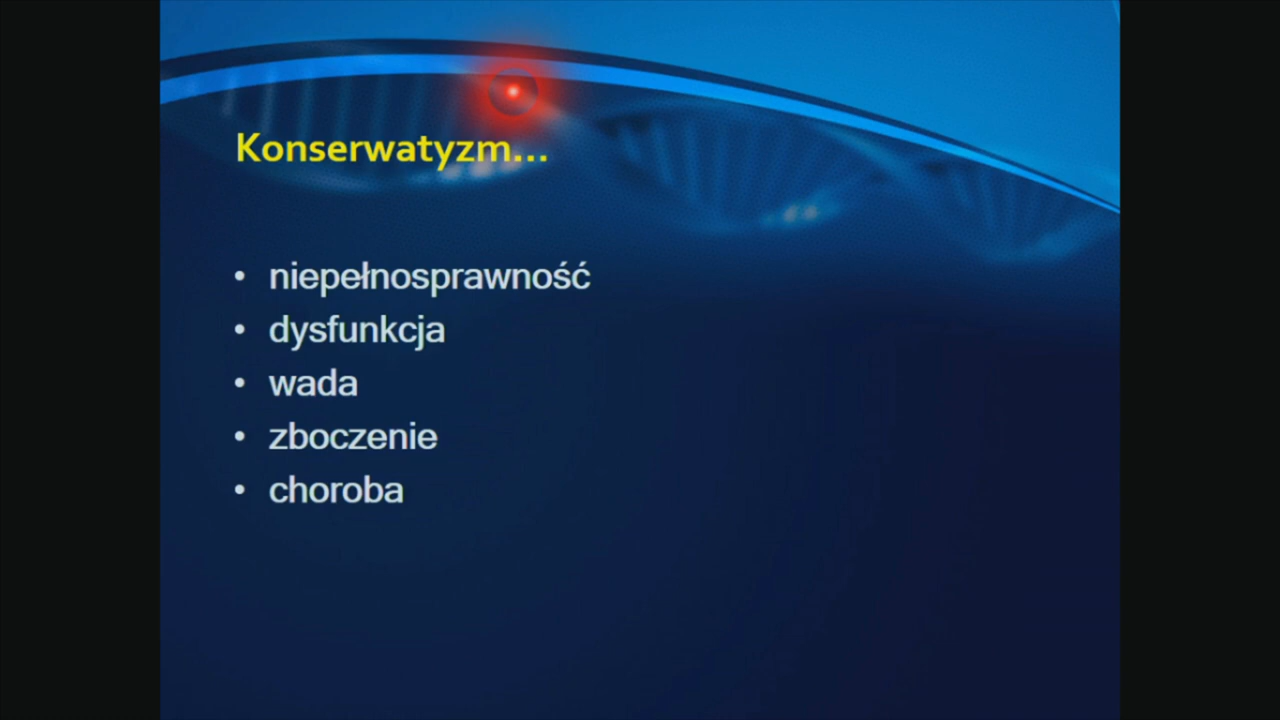 Konserwatyzm...
• niepełnosprawność
• dysfunkcja
• wada
• zboczenie
• choroba